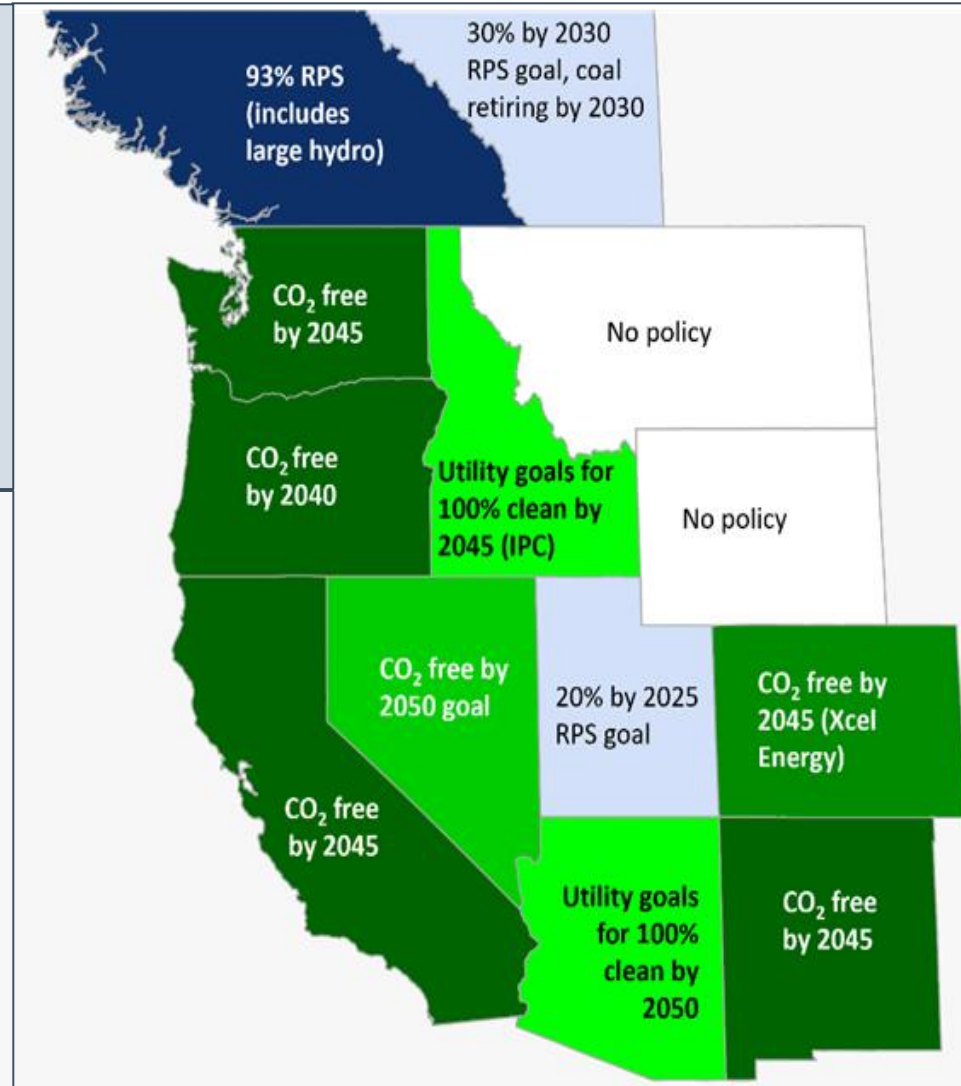 93% RPS
(includes
large hydro)
30% by 2030
RPS goal, coal
retiring by 2030
CO₂ free
by 2045
No policy
CO₂ free
by 2040
Utility goals for
100% clean by
2045 (IPC)
No policy
CO₂ free by
2050 goal
20% by 2025
RPS goal
CO₂ free by
2045 (Xcel
Energy)
CO₂ free
by 2045
Utility goals
for 100%
clean by
2050
CO₂ free
by 2045